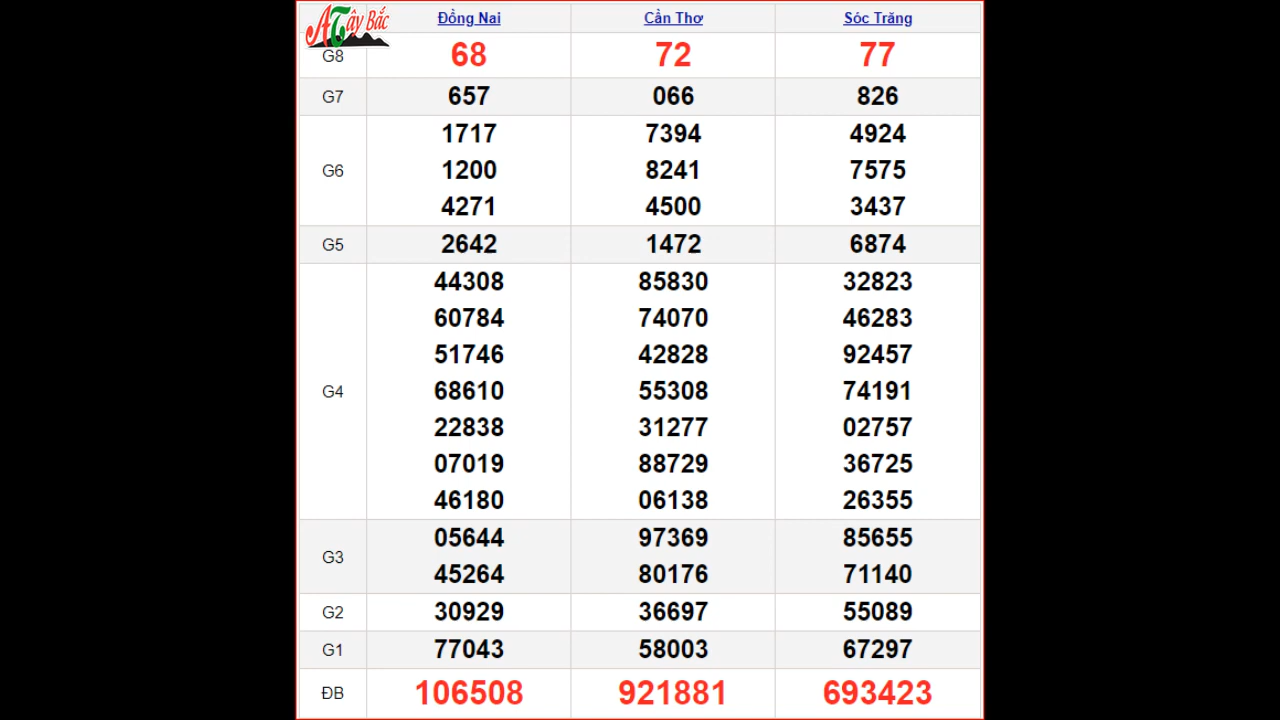 ATây Bắc
Đồng Nai Cần Thơ Sóc Trăng
G8 68 72 77
G7 657 066 826
1717 7394 4924
G6 1200 8241 7575
4271 4500 3437
G5 2642 1472 6874
44308 85830 32823
60784 74070 46283
51746 42828 92457
G4 68610 55308 74191
22838 31277 02757
07019 88729 36725
46180 06138 26355
G3 05644 97369 85655
45264 80176 71140
G2 30929 36697 55089
G1 77043 58003 67297
ĐB 106508 921881 693423